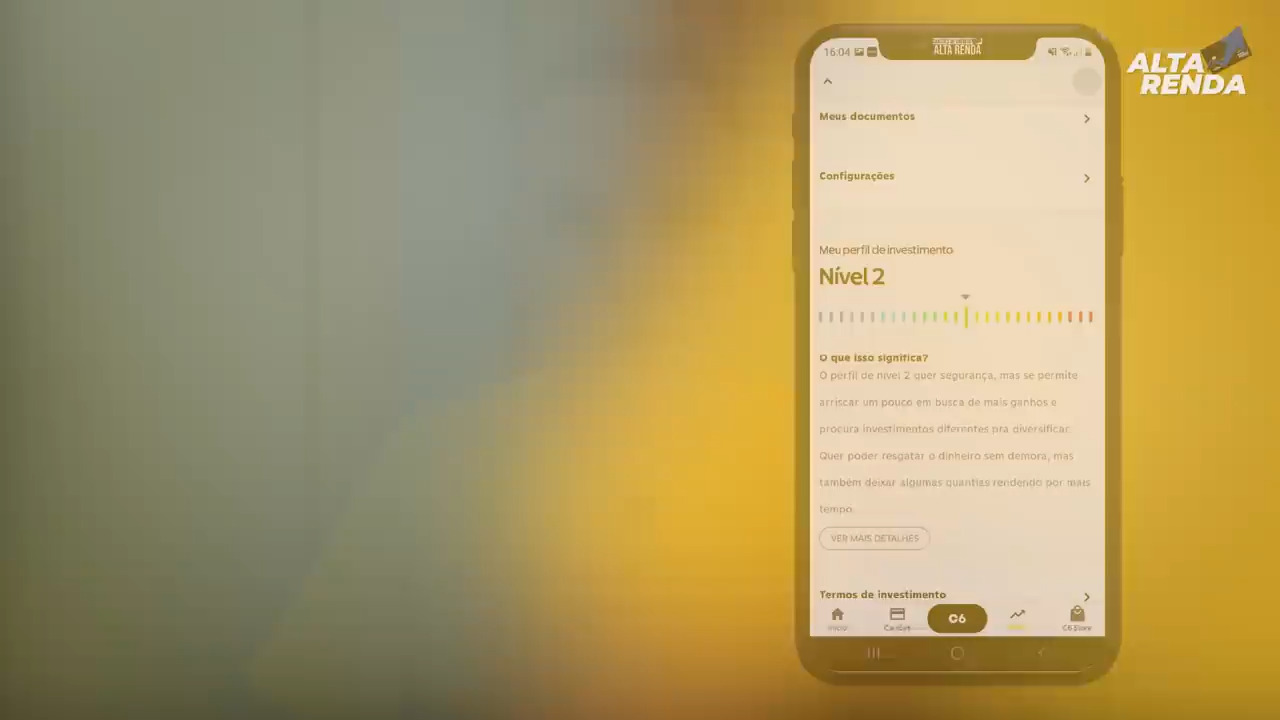 16:04
ALTA RENDA
ALTA
RENDA
Meus documentos
Configurações
Meu perfil de investimento
Nível 2
O que isso significa?
O perfil de nível 2 quer segurança, mas se permite
arriscar um pouco em busca de mais ganhos e
procura investimentos diferentes pra diversificar.
Quer poder resgatar o dinheiro sem demora, mas
também deixar algumas quantias rendendo por mais
tempo.
VER MAIS DETALHES
Termos de investimento
C6
Início
Cartões
C6 Store